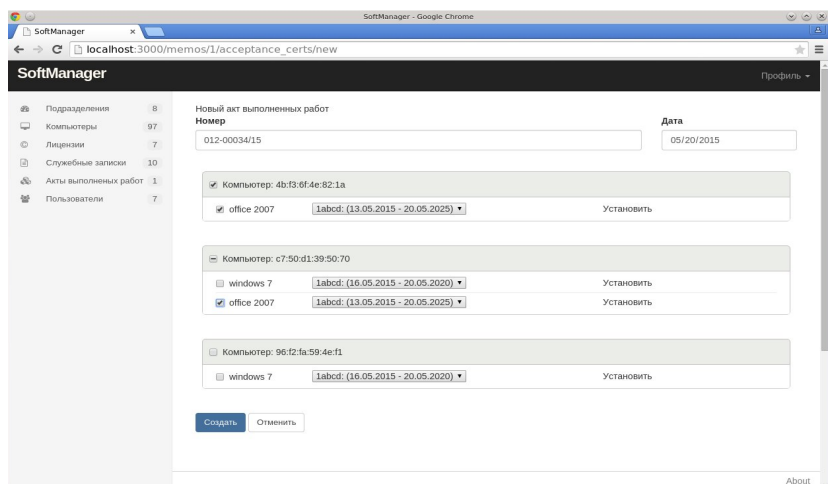 SoftManager - Google Chrome
SoftManager
localhost:3000/memos/1/acceptance_certs/new
SoftManager
Профиль
Подразделения 8
Компьютеры 97
Лицензии 7
Служебные записки 10
Акты выполненых работ 1
Пользователи 7
Новый акт выполненных работ
Номер Дата
012-00034/15 05/20/2015
Компьютер: 4b:f3:6f:4e:82:1a
office 2007 1abcd: (13.05.2015 - 20.05.2025) Установить
Компьютер: c7:50:d1:39:50:70
windows 7 1abcd: (16.05.2015 - 20.05.2020) Установить
office 2007 1abcd: (13.05.2015 - 20.05.2025) Установить
Компьютер: 96:f2:fa:59:4e:f1
windows 7 1abcd: (16.05.2015 - 20.05.2020) Установить
Создать Отменить
About